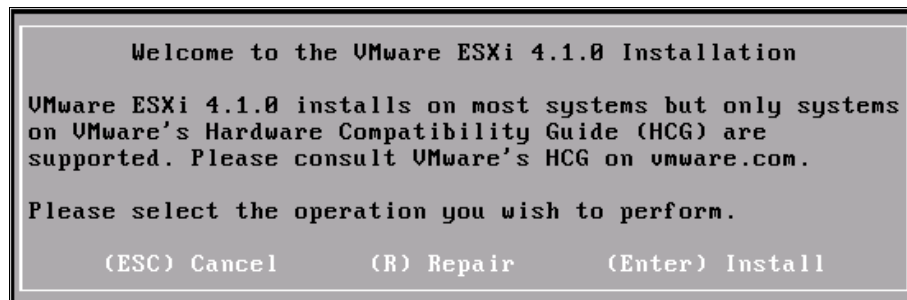 Welcome to the VMware ESXi 4.1.0 Installation
VMware ESXi 4.1.0 installs on most systems but only systems
on VMware's Hardware Compatibility Guide (HCG) are
supported. Please consult VMware's HCG on vmware.com.
Please select the operation you wish to perform.
(ESC) Cancel (R) Repair (Enter) Install